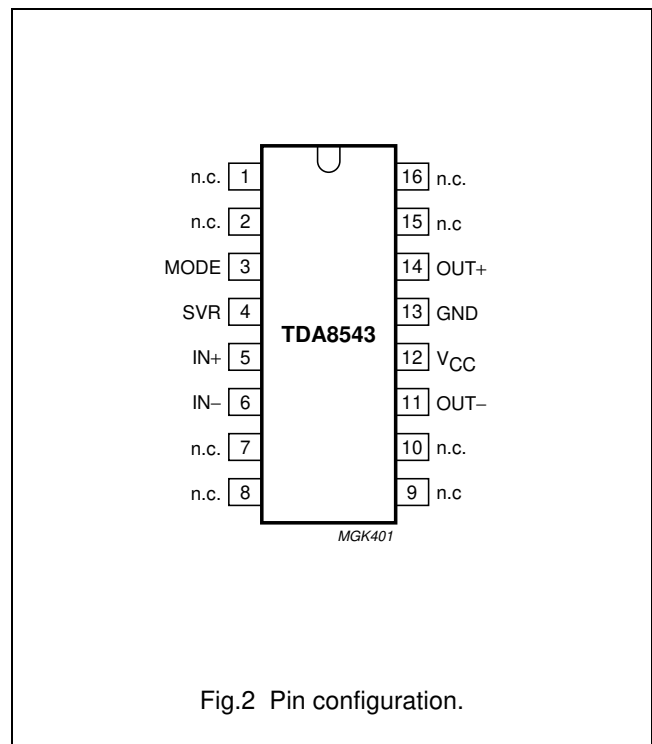 n.c. 1
n.c. 2
MODE 3
SVR 4
IN+ 5
IN− 6
n.c. 7
n.c. 8
TDA8543
16 n.c.
15 n.c
14 OUT+
13 GND
12 VCC
11 OUT−
10 n.c.
9 n.c
MGK401
Fig.2 Pin configuration.